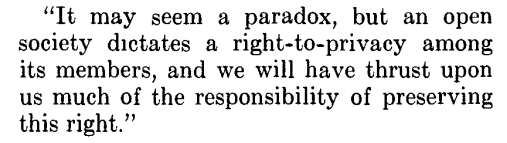 “It may seem a paradox, but an open
society dictates a right-to-privacy among
its members, and we will have thrust upon
us much of the responsibility of preserving
this right.”